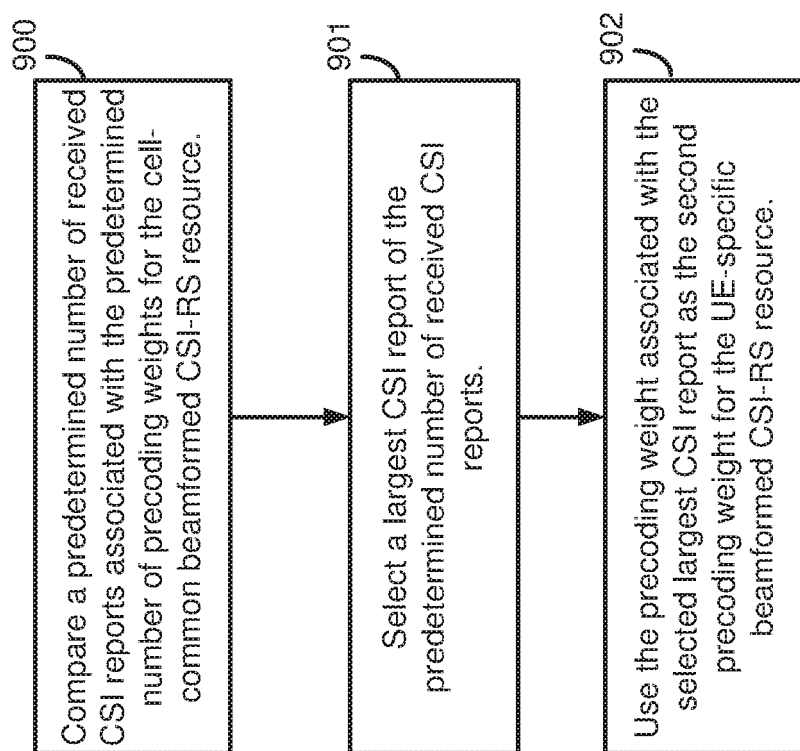 900
Compare a predetermined number of received
CSI reports associated with the predetermined
number of precoding weights for the cell-
common beamformed CSI-RS resource.
901
Select a largest CSI report of the
predetermined number of received CSI
reports.
902
Use the precoding weight associated with the
selected largest CSI report as the second
precoding weight for the UE-specific
beamformed CSI-RS resource.